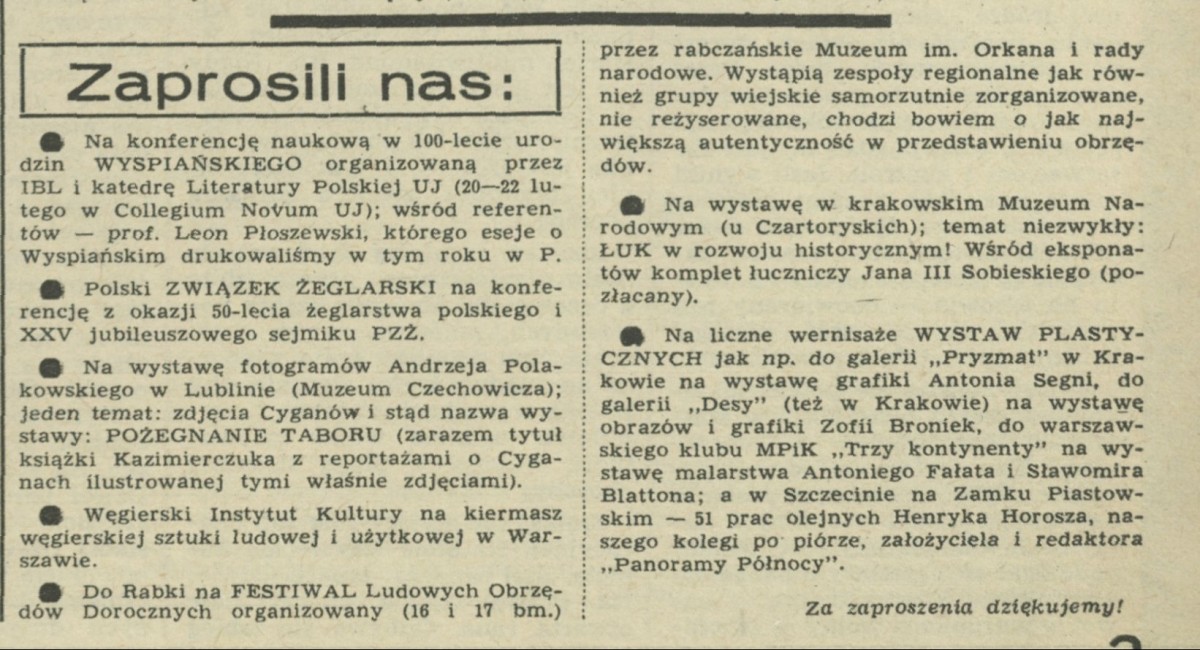 Zaprosili nas:
● Na konferencję naukową w 100-lecie uro-
dzin WYSPIAŃSKIEGO organizowaną przez
IBL i katedrę Literatury Polskiej UJ (20—22 lu-
tego w Collegium Novum UJ); wśród referen-
tów — prof. Leon Płoszewski, którego eseje o
Wyspiańskim drukowaliśmy w tym roku w P.
● Polski ZWIĄZEK ŻEGLARSKI na konfe-
rencję z okazji 50-lecia żeglarstwa polskiego i
XXV jubileuszowego sejmiku PZŻ.
● Na wystawę fotogramów Andrzeja Pola-
kowskiego w Lublinie (Muzeum Czechowicza);
jeden temat: zdjęcia Cyganów i stąd nazwa wy-
stawy: POŻEGNANIE TABORU (zarazem tytuł
książki Kazimierczuka z reportażami o Cyga-
nach ilustrowanej tymi właśnie zdjęciami).
● Węgierski Instytut Kultury na kiermasz
węgierskiej sztuki ludowej i użytkowej w War-
szawie.
● Do Rabki na FESTIWAL Ludowych Obrzę-
dów Dorocznych organizowany (16 i 17 bm.)
przez rabczańskie Muzeum im. Orkana i rady
narodowe. Wystąpią zespoły regionalne jak rów-
nież grupy wiejskie samorzutnie zorganizowane,
nie reżyserowane, chodzi bowiem o jak naj-
większą autentyczność w przedstawieniu obrzę-
dów.
● Na wystawę w krakowskim Muzeum Na-
rodowym (u Czartoryskich); temat niezwykły:
ŁUK w rozwoju historycznym! Wśród ekspona-
tów komplet łuczniczy Jana III Sobieskiego (po-
złacany).
● Na liczne wernisaże WYSTAW PLASTY-
CZNYCH jak np. do galerii „Pryzmat" w Kra-
kowie na wystawę grafiki Antonia Segni, do
galerii „Desy" (też w Krakowie) na wystawę
obrazów i grafiki Zofii Broniek, do warszaw-
skiego klubu MPiK „Trzy kontynenty" na wy-
stawę malarstwa Antoniego Fałata i Sławomira
Blattona; a w Szczecinie na Zamku Piastow-
skim — 51 prac olejnych Henryka Horosza, na-
szego kolegi po piórze, założyciela i redaktora
„Panoramy Północy".
Za zaproszenia dziękujemy!